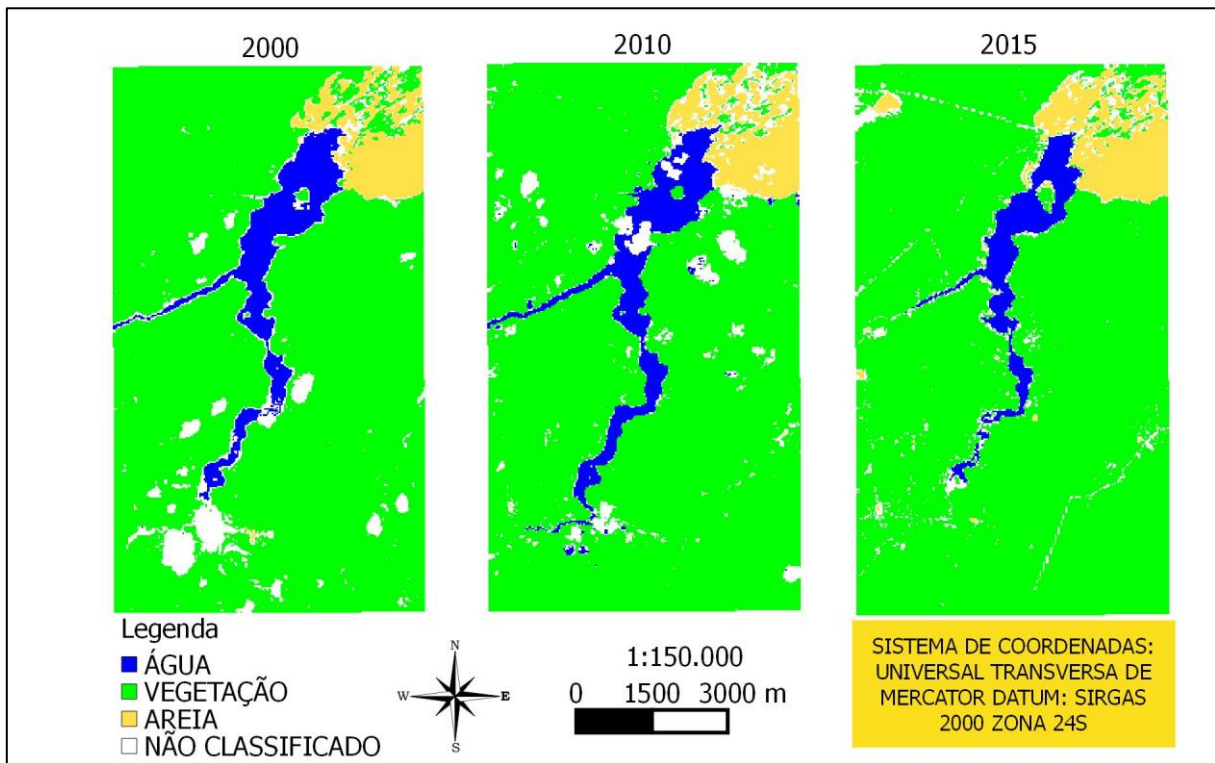 2000
2010
2015
Legenda
ÁGUA
VEGETAÇÃO
AREIA
NÃO CLASSIFICADO
N
W
E
S
1:150.000
0 1500 3000 m
SISTEMA DE COORDENADAS:
UNIVERSAL TRANSVERSA DE
MERCATOR DATUM: SIRGAS
2000 ZONA 24S